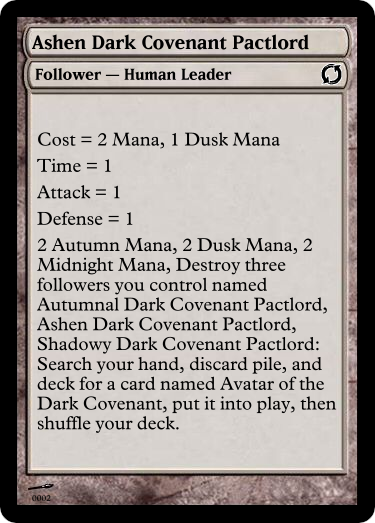 Ashen Dark Covenant Pactlord
Follower — Human Leader
Cost = 2 Mana, 1 Dusk Mana
Time = 1
Attack = 1
Defense = 1
2 Autumn Mana, 2 Dusk Mana, 2
Midnight Mana, Destroy three
followers you control named
Autumnal Dark Covenant Pactlord,
Ashen Dark Covenant Pactlord,
Shadowy Dark Covenant Pactlord:
Search your hand, discard pile, and
deck for a card named Avatar of the
Dark Covenant, put it into play, then
shuffle your deck.
0002